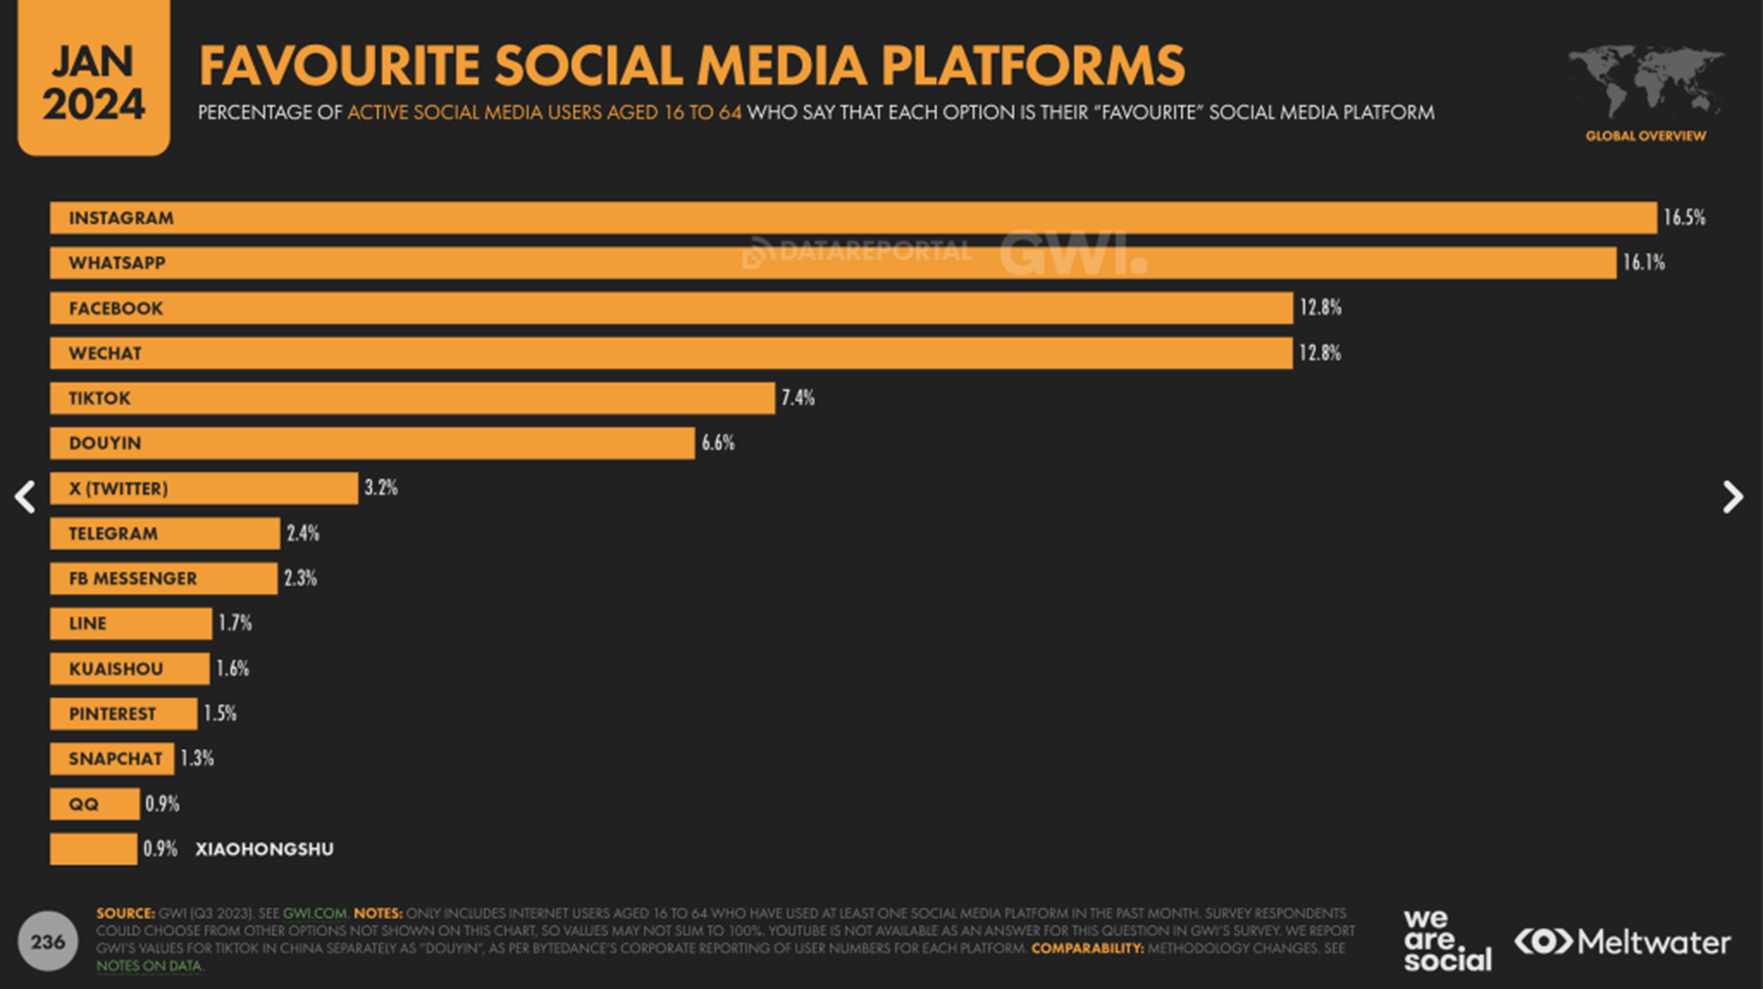 JAN
2024
FAVOURITE SOCIAL MEDIA PLATFORMS
PERCENTAGE OF ACTIVE SOCIAL MEDIA USERS AGED 16 TO 64 WHO SAY THAT EACH OPTION IS THEIR “FAVOURITE” SOCIAL MEDIA PLATFORM
GLOBAL OVERVIEW
INSTAGRAM 16.5%
DATAREPORTAL GWI.
WHATSAPP 16.1%
FACEBOOK 12.8%
WECHAT 12.8%
TIKTOK 7.4%
DOUYIN 6.6%
X (TWITTER) 3.2%
TELEGRAM 2.4%
FB MESSENGER 2.3%
LINE 1.7%
KUAISHOU 1.6%
PINTEREST 1.5%
SNAPCHAT 1.3%
QQ 0.9%
0.9% XIAOHONGSHU
236
SOURCE: GWI (Q3 2023). SEE GWI.COM. NOTES: ONLY INCLUDES INTERNET USERS AGED 16 TO 64 WHO HAVE USED AT LEAST ONE SOCIAL MEDIA PLATFORM IN THE PAST MONTH. SURVEY RESPONDENTS
COULD CHOOSE FROM OTHER OPTIONS NOT SHOWN ON THIS CHART, SO VALUES MAY NOT SUM TO 100%. YOUTUBE IS NOT AVAILABLE AS AN ANSWER FOR THIS QUESTION IN GWI’S SURVEY. WE REPORT
GWI’S VALUES FOR TIKTOK IN CHINA SEPARATELY AS “DOUYIN”, AS PER BYTEDANCE’S CORPORATE REPORTING OF USER NUMBERS FOR EACH PLATFORM. COMPARABILITY: METHODOLOGY CHANGES. SEE
NOTES ON DATA.
we
are.
social
Meltwater